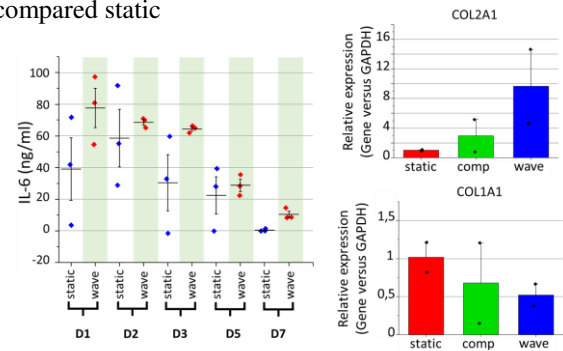 compared static
IL-6 (ng/ml)
100
80
60
40
20
0
-20
static wave static wave static wave static wave static wave
D1 D2 D3 D5 D7
COL2A1
Relative expression
(Gene versus GAPDH)
16
12
8
4
0
static comp wave
COL1A1
Relative expression
(Gene versus GAPDH)
1,5
1
0,5
0
static comp wave